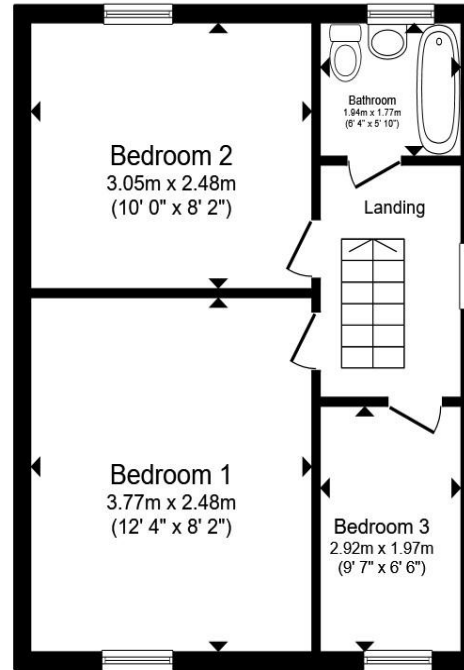 Bathroom
1.94m x 1.77m
(6' 4" x 5' 10")
Bedroom 2
3.05m x 2.48m
(10' 0" x 8' 2")
Landing
Bedroom 1
3.77m x 2.48m
(12' 4" x 8' 2")
Bedroom 3
2.92m x 1.97m
(9' 7" x 6' 6")